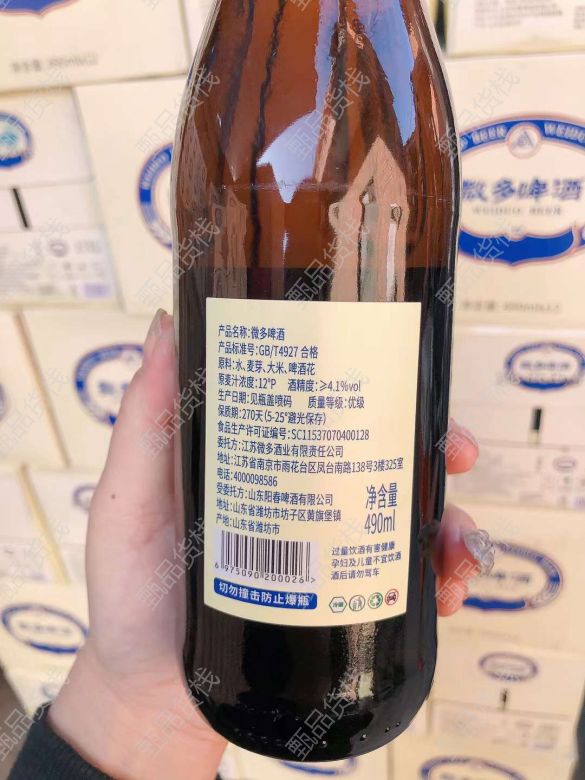 微多啤酒
WEIDUO BEER
产品名称:微多啤酒
产品标准号:GB/T4927 合格
原料:水、麦芽、大米、啤酒花
原麦汁浓度:12°P 酒精度:≥4.1%vol
生产日期:见瓶盖喷码 质量等级:优级
保质期:270天(5-25°避光保存)
食品生产许可证编号:SC11537070400128
委托方:江苏微多酒业有限责任公司
地址:江苏省南京市雨花台区凤台南路138号3楼325室
电话:4000098586
受委托方:山东阳春啤酒有限公司
地址:山东省潍坊市坊子区黄旗堡镇
产地:山东省潍坊市
净含量
490ml
6 975090 200026 >
过量饮酒有害健康
孕妇及儿童不宜饮酒
酒后请勿驾车
切勿撞击防止爆瓶
冷藏
甄品货栈